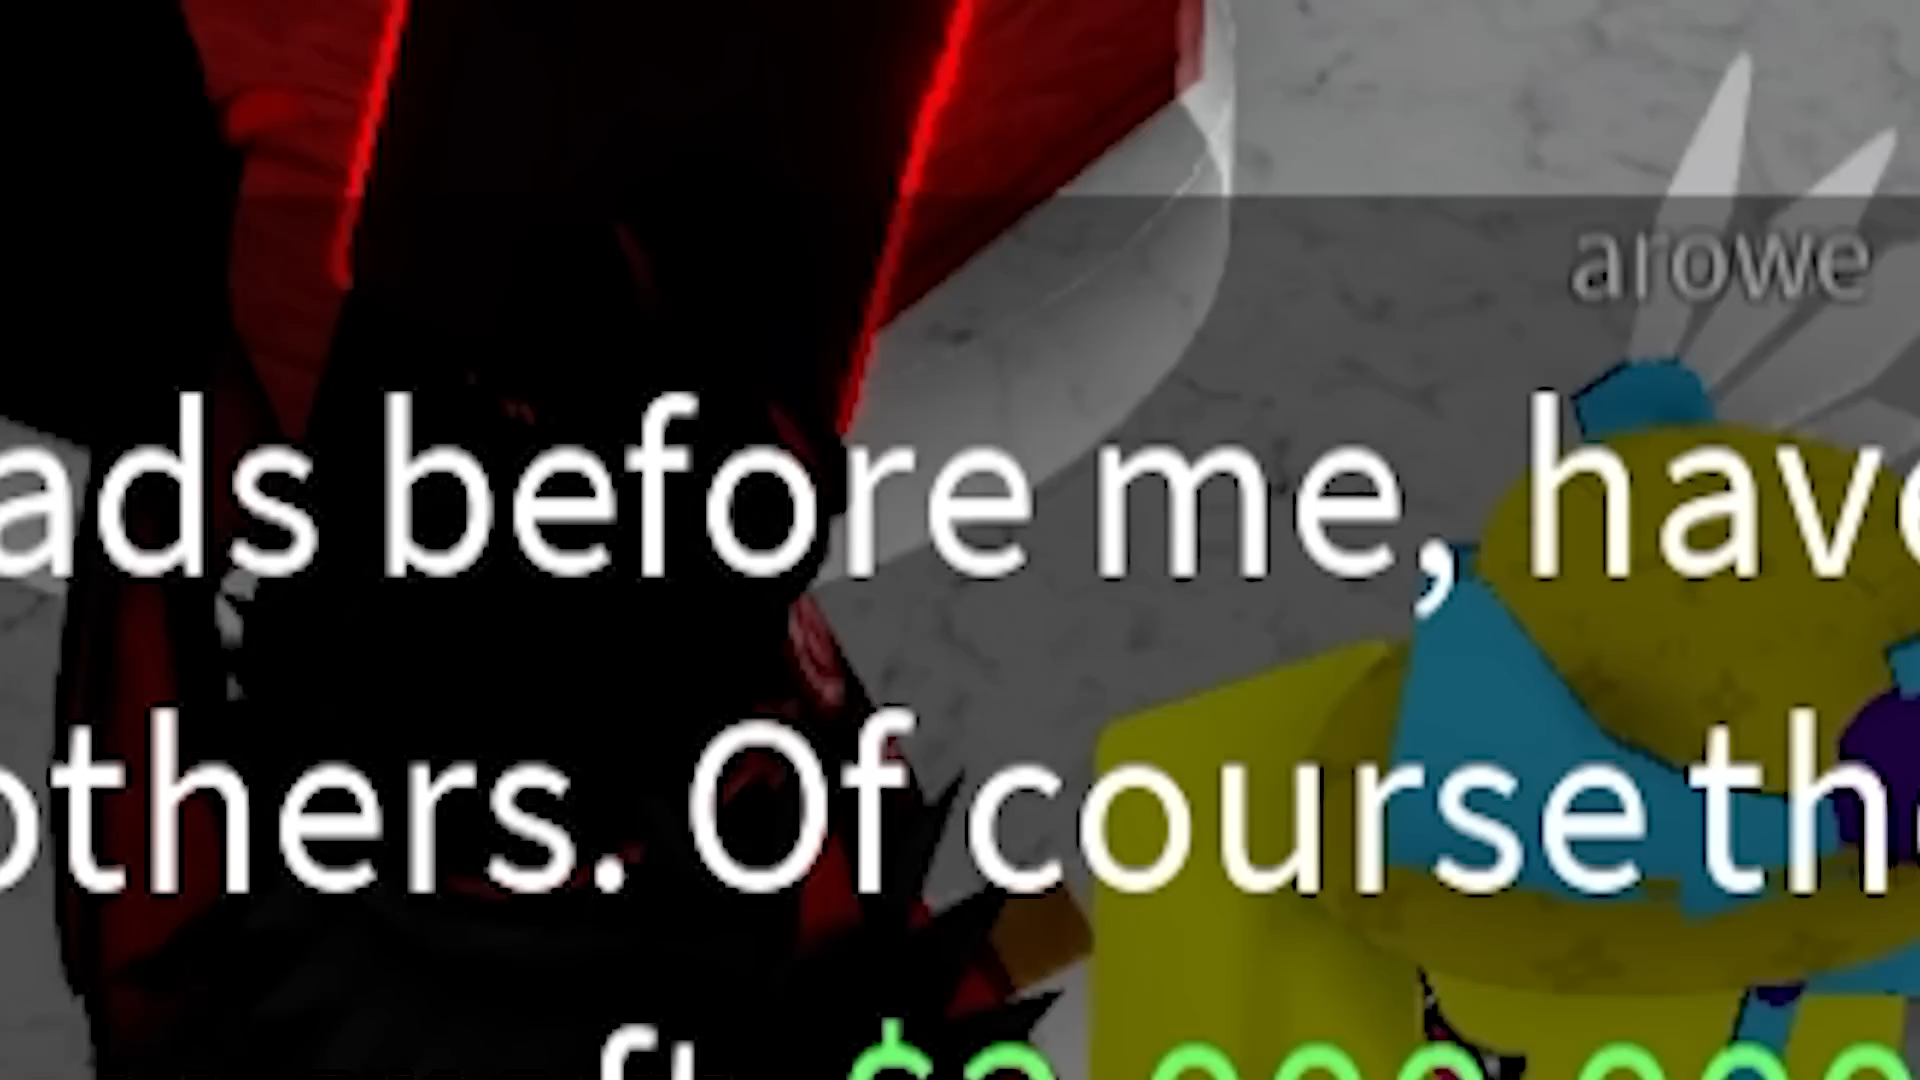 arowe
ads before me, have
others. Of course the